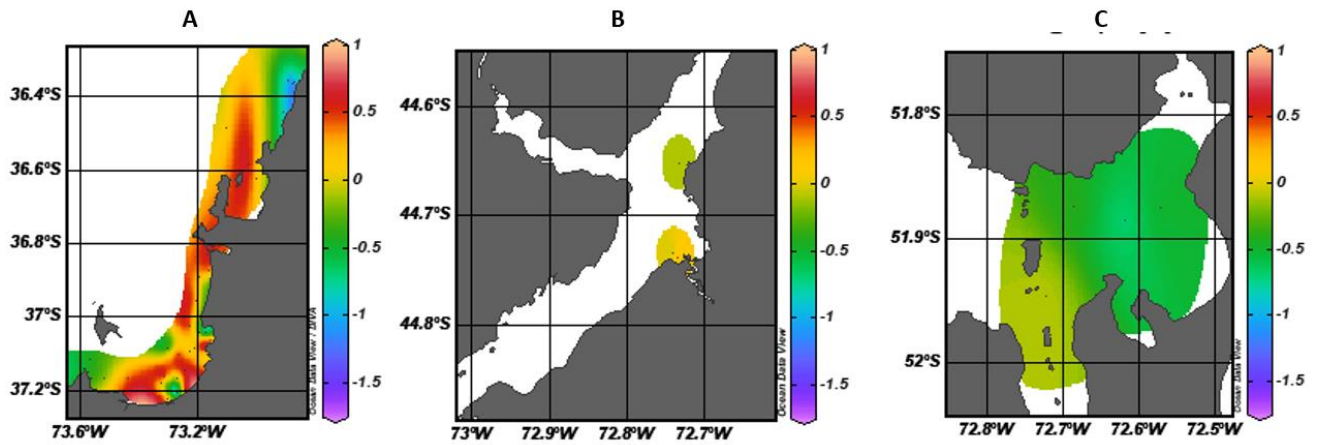 A
B
C
36.4°S
36.6°S
36.8°S
37°S
37.2°S
73.6°W
73.2°W
1
0.5
0
-0.5
-1
-1.5
Ocean Data View / DIVA
44.6°S
44.7°S
44.8°S
73°W
72.9°W
72.8°W
72.7°W
1
0.5
0
-0.5
-1
-1.5
Ocean Data View
51.8°S
51.9°S
52°S
72.8°W
72.7°W
72.6°W
72.5°W
1
0.5
0
-0.5
-1
-1.5
Ocean Data View